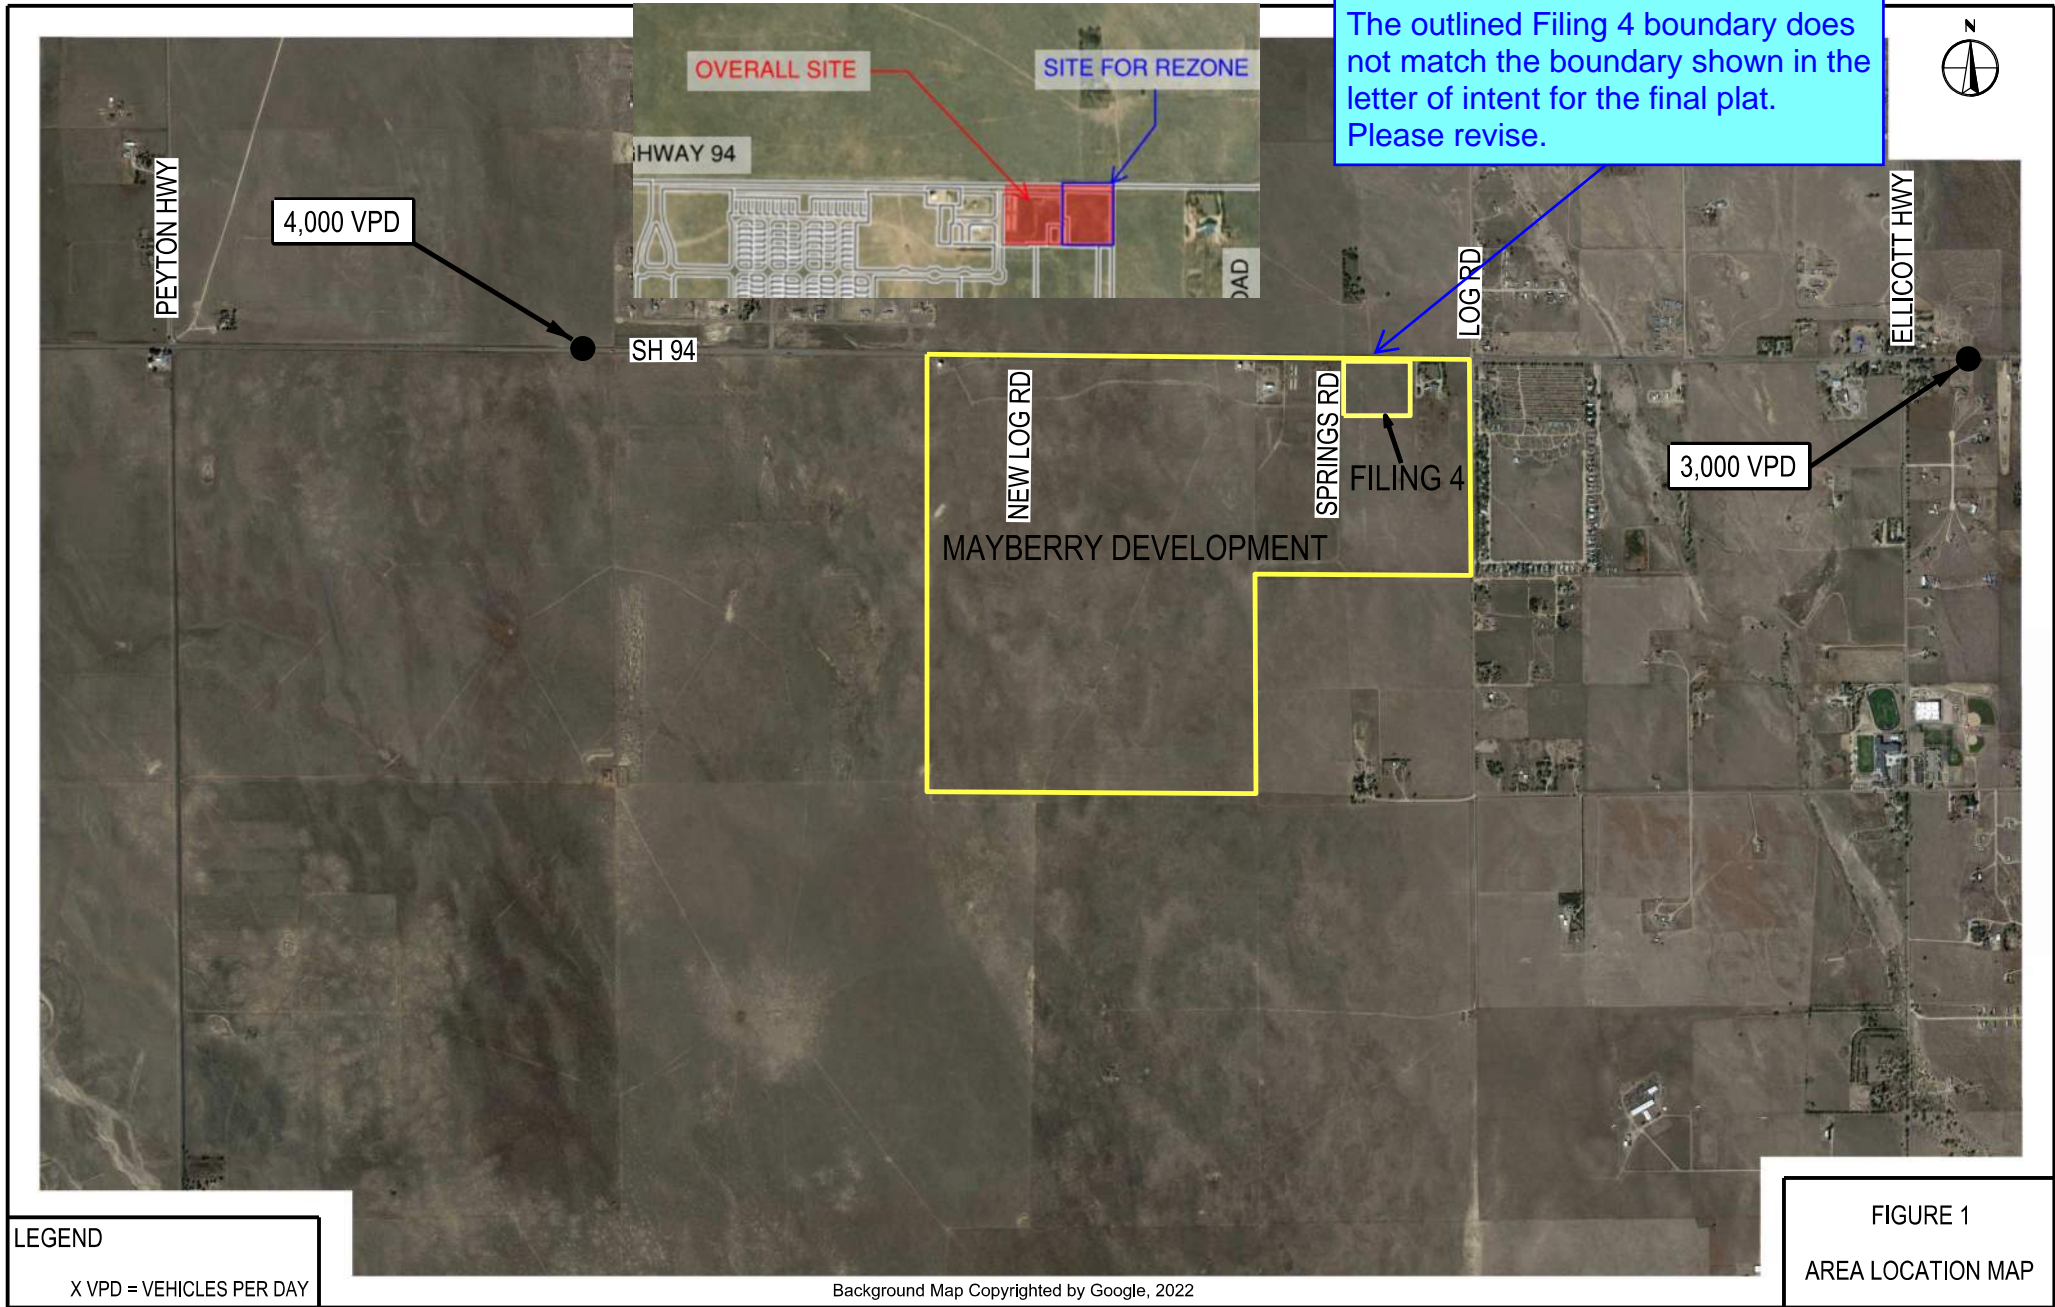 The outlined Filing 4 boundary does
not match the boundary shown in the
letter of intent for the final plat.
Please revise.
N
OVERALL SITE
SITE FOR REZONE
HWAY 94
OAD
PEYTON HWY
4,000 VPD
SH 94
NEW LOG RD
SPRINGS RD
LOG RD
ELLICOTT HWY
3,000 VPD
FILING 4
MAYBERRY DEVELOPMENT
LEGEND
X VPD = VEHICLES PER DAY
Background Map Copyrighted by Google, 2022
FIGURE 1
AREA LOCATION MAP